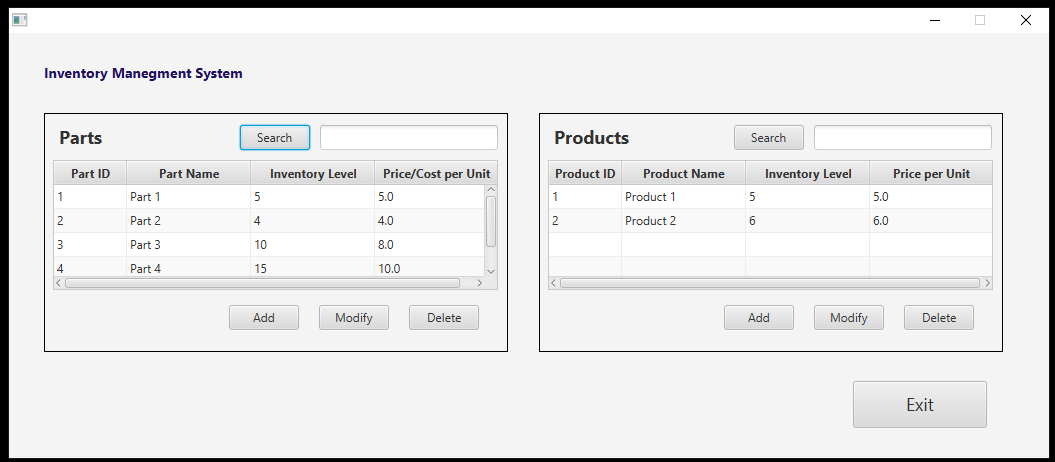 Inventory Manegment System
Parts Search
Part ID Part Name Inventory Level Price/Cost per Unit
1 Part 1 5 5.0
2 Part 2 4 4.0
3 Part 3 10 8.0
4 Part 4 15 10.0
Add Modify Delete
Products Search
Product ID Product Name Inventory Level Price per Unit
1 Product 1 5 5.0
2 Product 2 6 6.0
Add Modify Delete
Exit